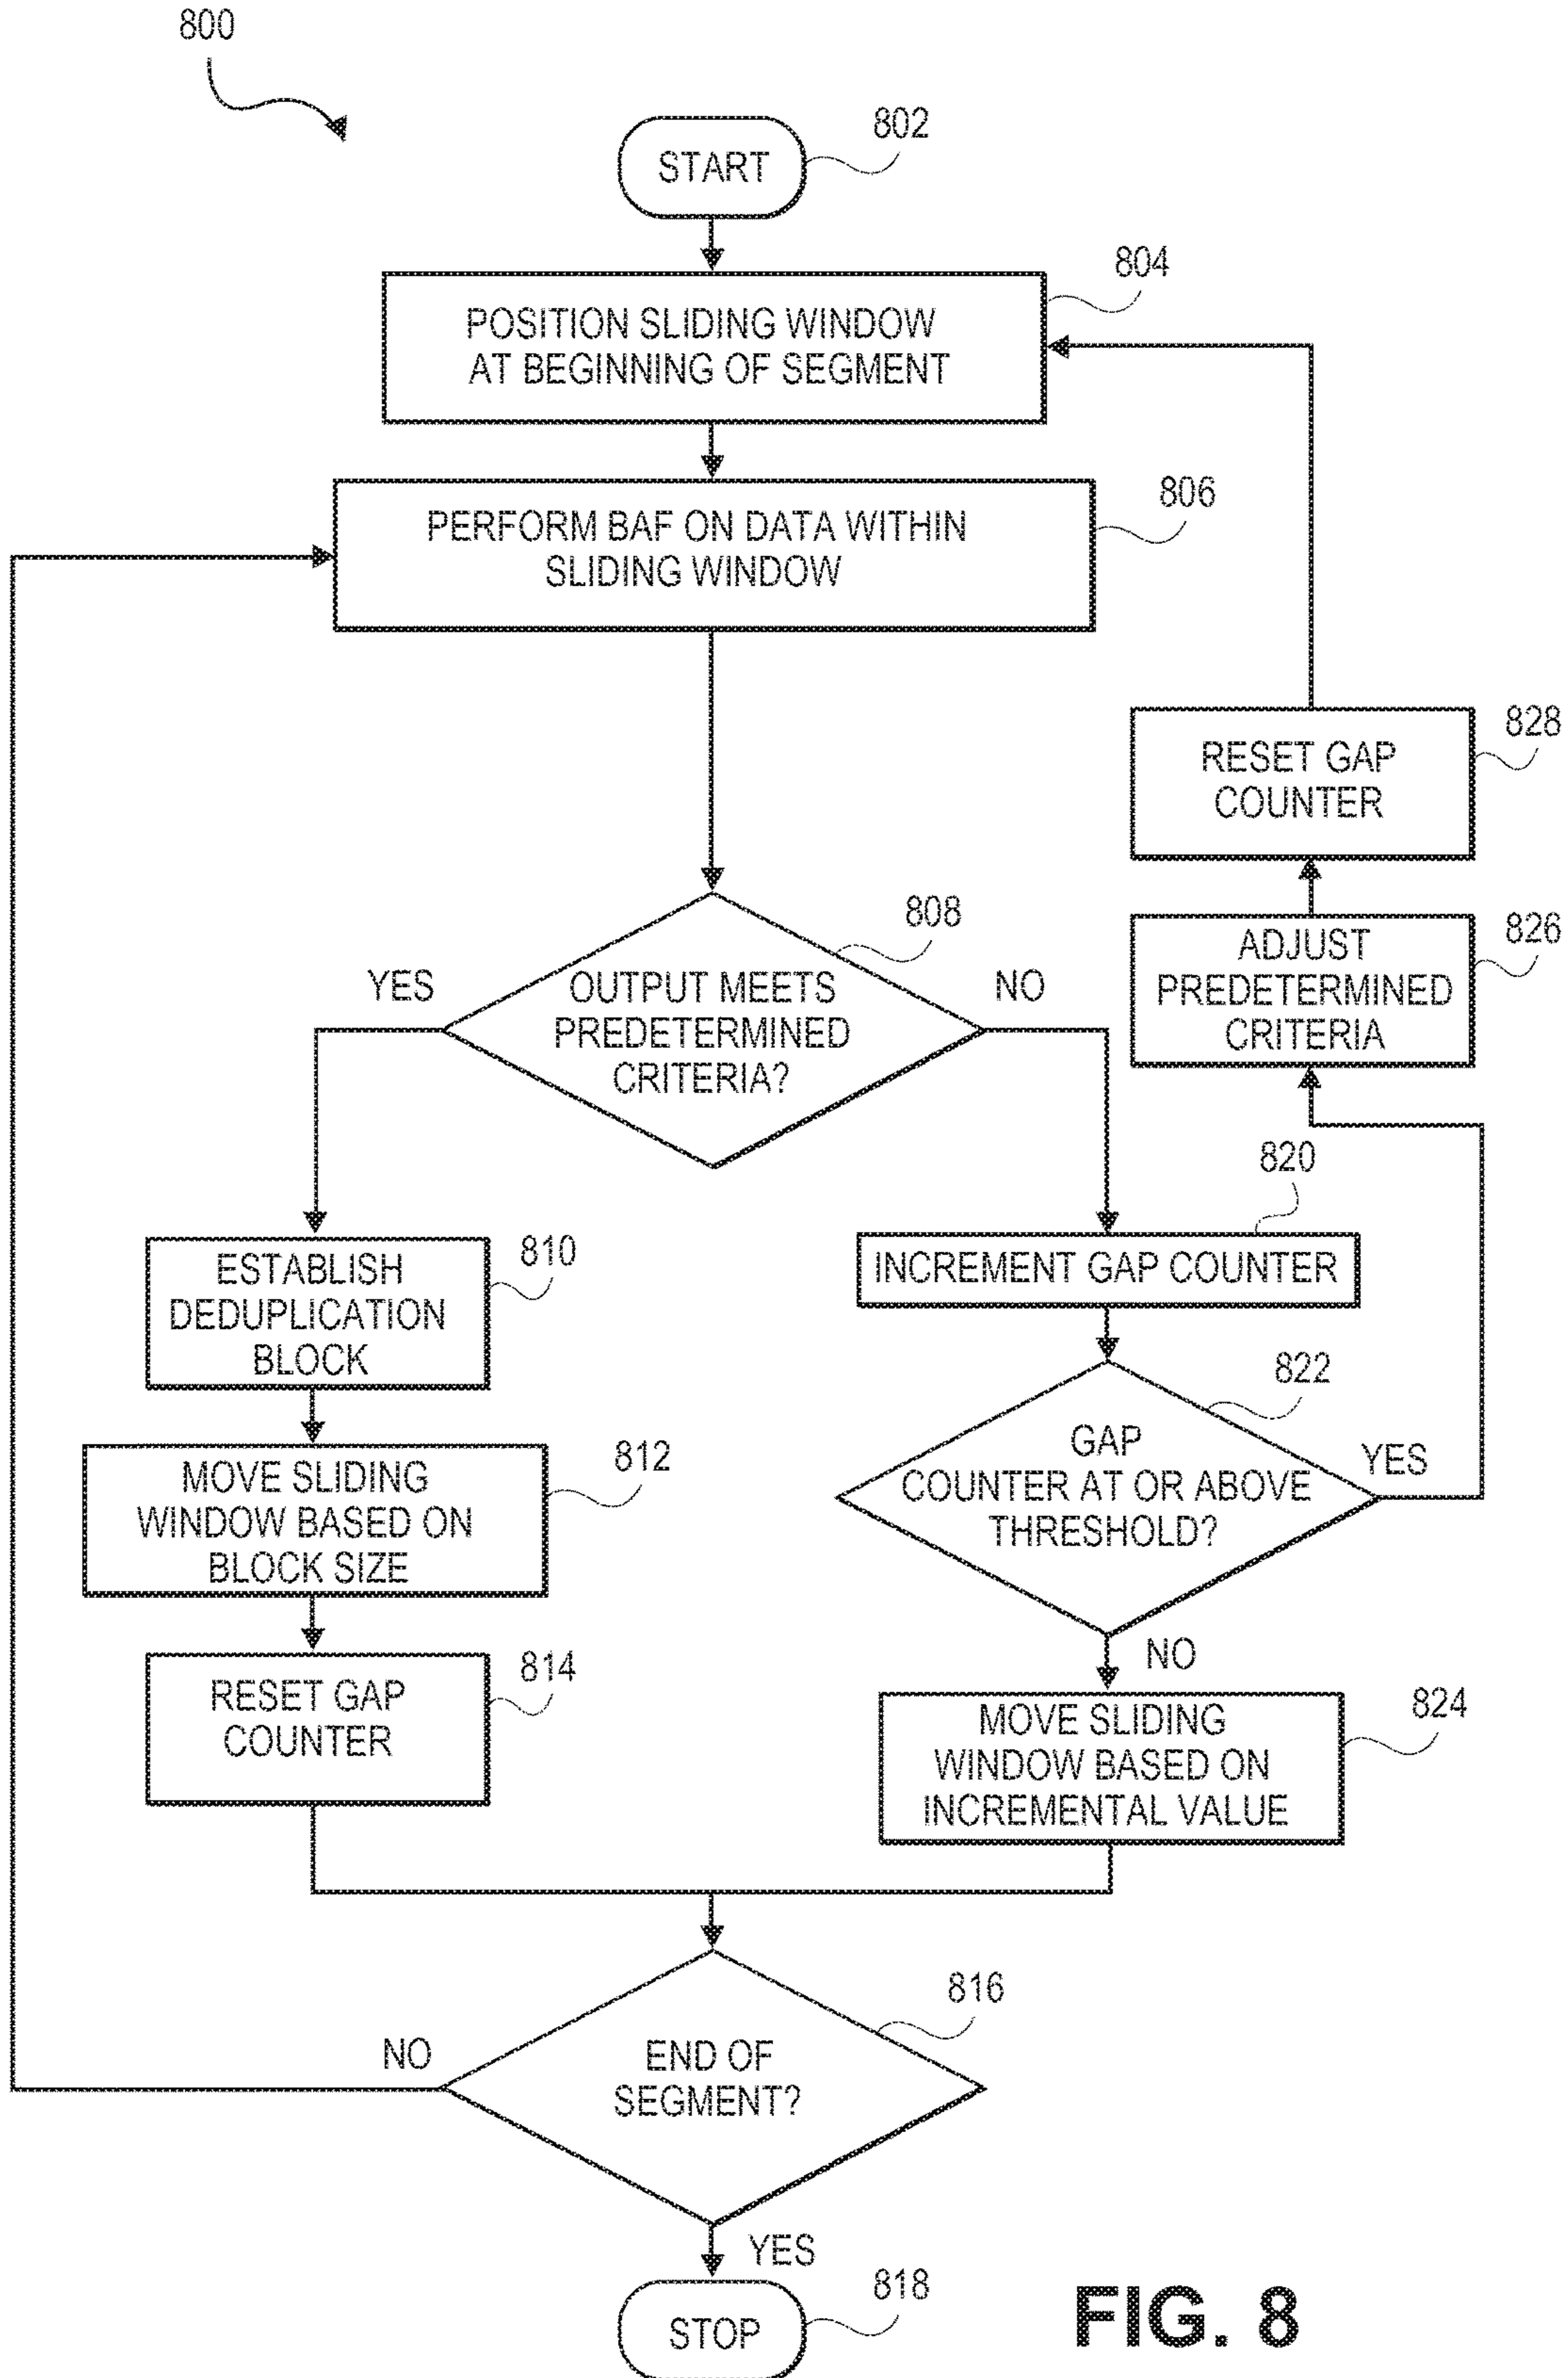 800
START
802
804
POSITION SLIDING WINDOW
AT BEGINNING OF SEGMENT
806
PERFORM BAF ON DATA WITHIN
SLIDING WINDOW
828
RESET GAP
COUNTER
826
ADJUST
PREDETERMINED
CRITERIA
808
YES
OUTPUT MEETS
PREDETERMINED
CRITERIA?
NO
810
ESTABLISH
DEDUPLICATION
BLOCK
812
MOVE SLIDING
WINDOW BASED ON
BLOCK SIZE
814
RESET GAP
COUNTER
820
INCREMENT GAP COUNTER
822
GAP
COUNTER AT OR ABOVE
THRESHOLD?
YES
NO
824
MOVE SLIDING
WINDOW BASED ON
INCREMENTAL VALUE
816
NO
END OF
SEGMENT?
YES
818
STOP
FIG. 8